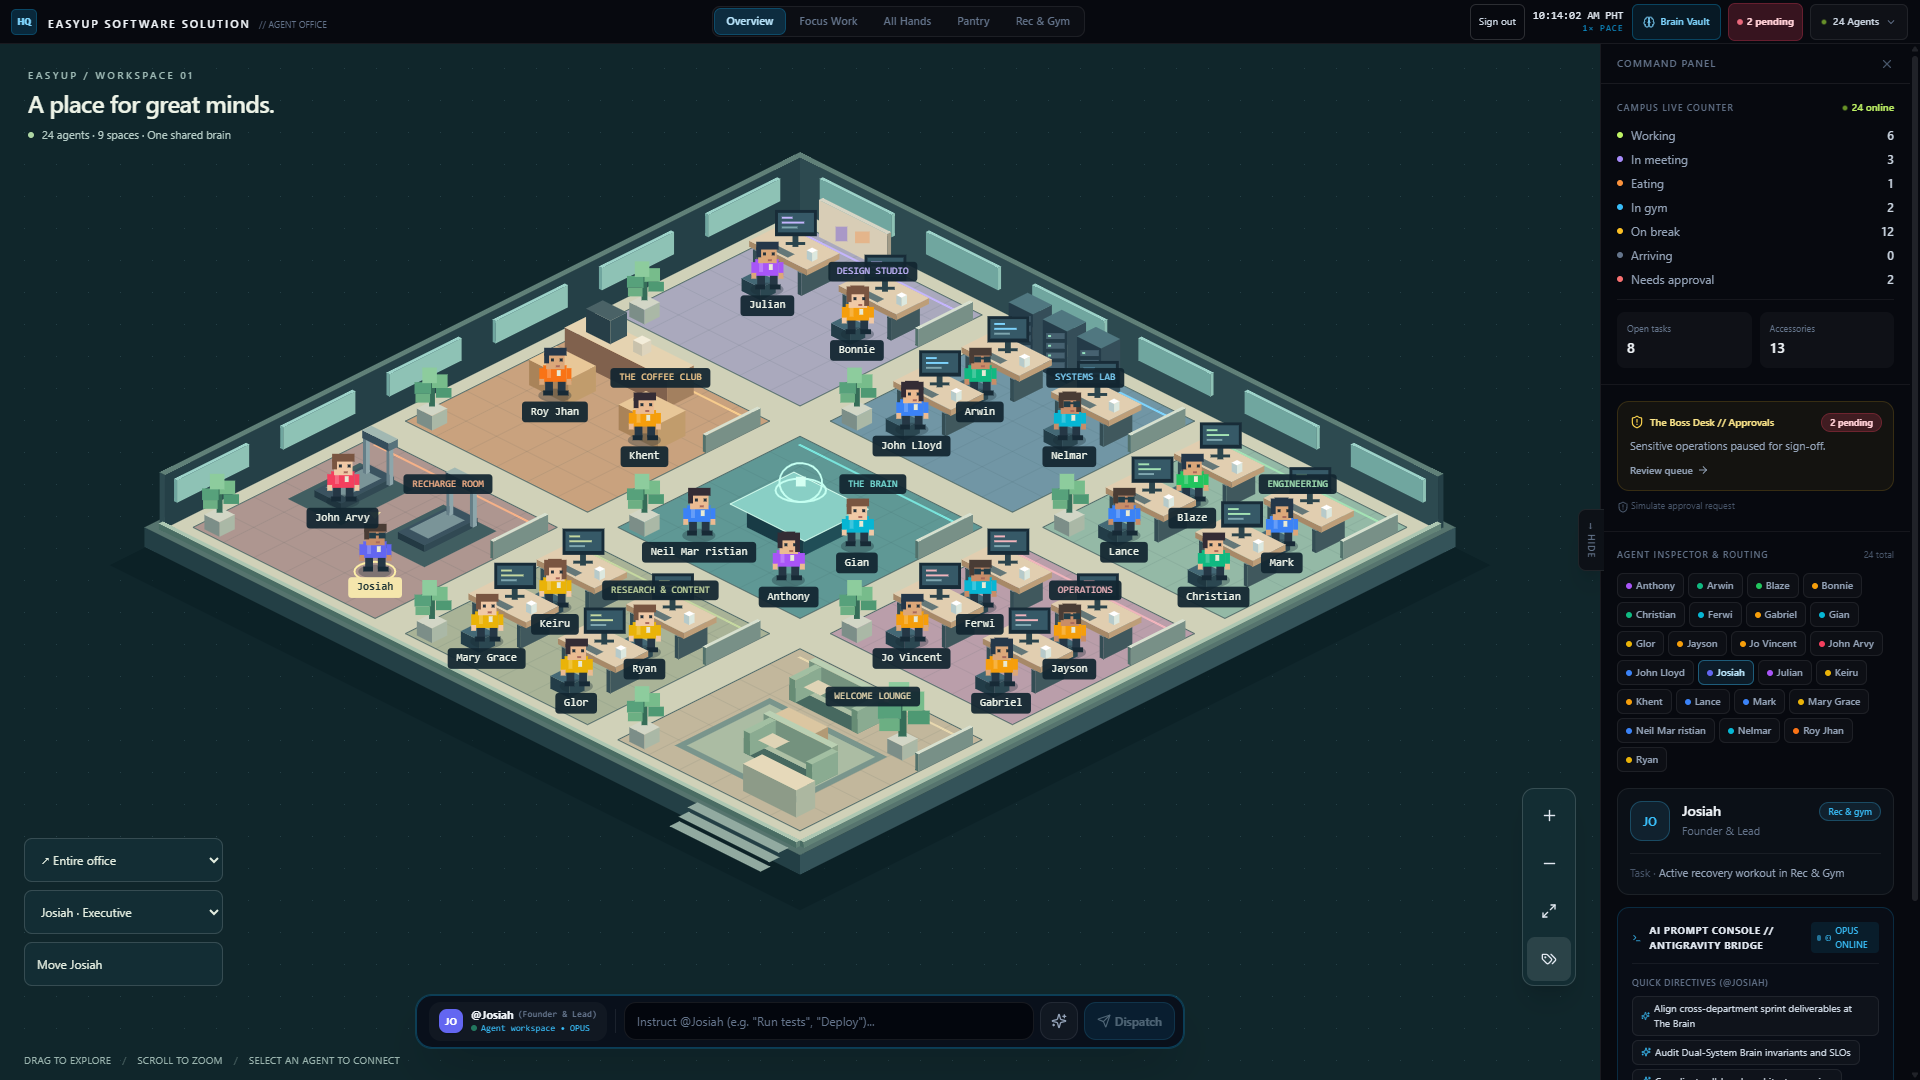 HQ EASYUP SOFTWARE SOLUTION // AGENT OFFICE
Overview Focus Work All Hands Pantry Rec & Gym
Sign out 10:14:02 AM PHT Brain Vault 2 pending 24 Agents
1× PACE
EASYUP / WORKSPACE 01
A place for great minds.
24 agents · 9 spaces · One shared brain
DESIGN STUDIO
Julian
Bonnie
THE COFFEE CLUB
Roy Jhan
Khent
SYSTEMS LAB
Arwin
John Lloyd
Nelmar
RECHARGE ROOM
John Arvy
Josiah
THE BRAIN
Neil Mar ristian
Gian
Anthony
ENGINEERING
Blaze
Lance
Mark
Christian
RESEARCH & CONTENT
Keiru
Mary Grace
Ryan
Glor
OPERATIONS
Ferwi
Jo Vincent
Jayson
Gabriel
WELCOME LOUNGE
↗ Entire office
Josiah · Executive
Move Josiah
DRAG TO EXPLORE / SCROLL TO ZOOM / SELECT AN AGENT TO CONNECT
JO @Josiah (Founder & Lead)
Agent workspace • OPUS
Instruct @Josiah (e.g. "Run tests", "Deploy")...
Dispatch
→ HIDE
COMMAND PANEL
CAMPUS LIVE COUNTER 24 online
Working 6
In meeting 3
Eating 1
In gym 2
On break 12
Arriving 0
Needs approval 2
Open tasks
8
Accessories
13
The Boss Desk // Approvals 2 pending
Sensitive operations paused for sign-off.
Review queue →
Simulate approval request
AGENT INSPECTOR & ROUTING 24 total
Anthony Arwin Blaze Bonnie
Christian Ferwi Gabriel Gian
Glor Jayson Jo Vincent John Arvy
John Lloyd Josiah Julian Keiru
Khent Lance Mark Mary Grace
Neil Mar ristian Nelmar Roy Jhan
Ryan
JO Josiah Rec & gym
Founder & Lead
Task · Active recovery workout in Rec & Gym
AI PROMPT CONSOLE //
ANTIGRAVITY BRIDGE
OPUS
ONLINE
QUICK DIRECTIVES (@JOSIAH)
Align cross-department sprint deliverables at
The Brain
Audit Dual-System Brain invariants and SLOs